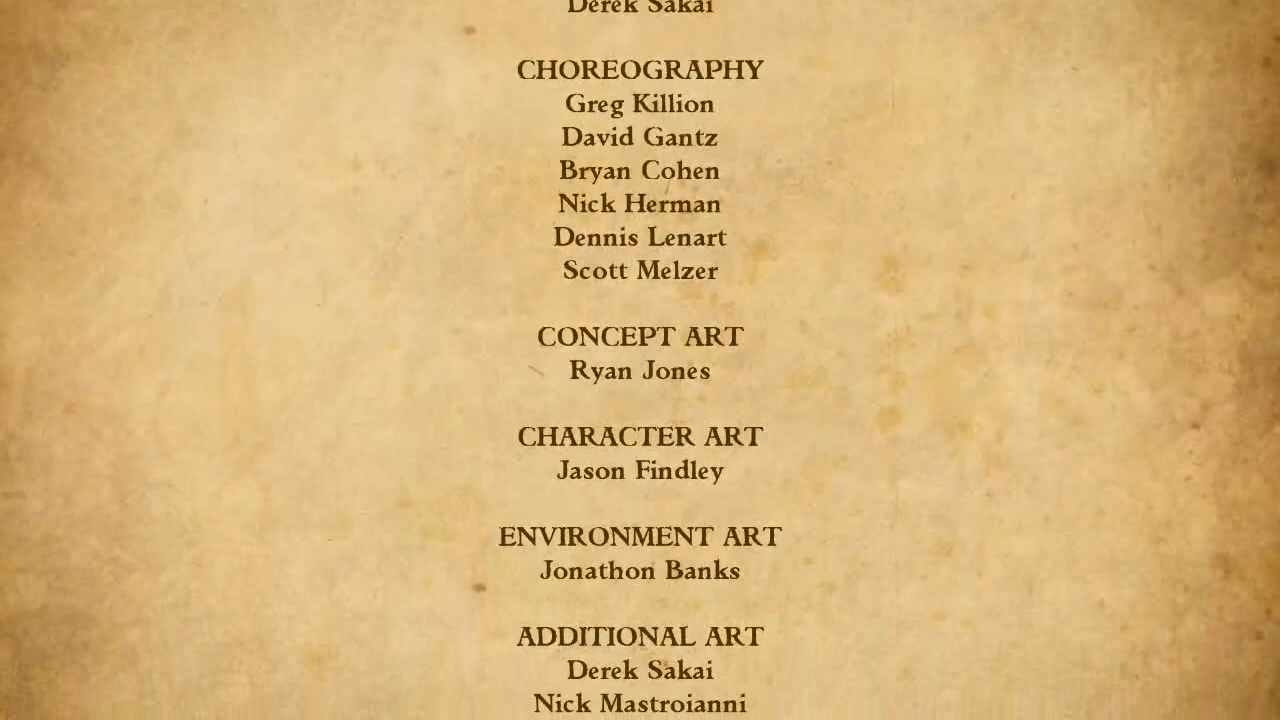 Derek Sakai
CHOREOGRAPHY
Greg Killion
David Gantz
Bryan Cohen
Nick Herman
Dennis Lenart
Scott Melzer
CONCEPT ART
Ryan Jones
CHARACTER ART
Jason Findley
ENVIRONMENT ART
Jonathon Banks
ADDITIONAL ART
Derek Sakai
Nick Mastroianni